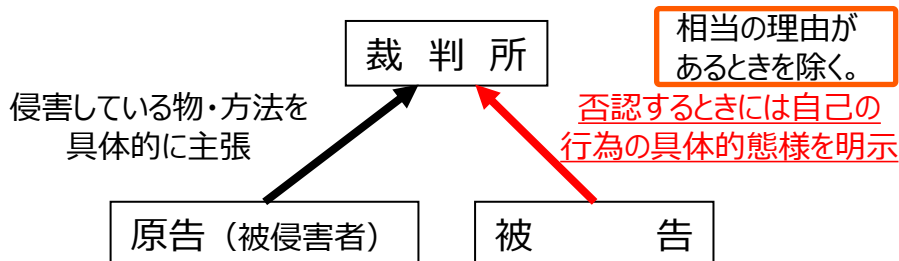 相当の理由が
あるときを除く。
裁 判 所
侵害している物・方法を
具体的に主張
否認するときには自己の
行為の具体的態様を明示
原告（被侵害者）
被 告